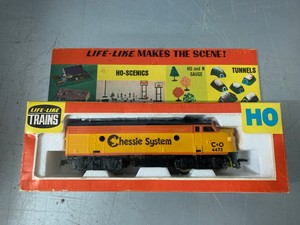 LIFE-LIKE MAKES THE SCENE!
HO-SCENICS
HO and N
GAUGE
TUNNELS
LIFE-LIKE
TRAINS
HO
Chessie System
C&O